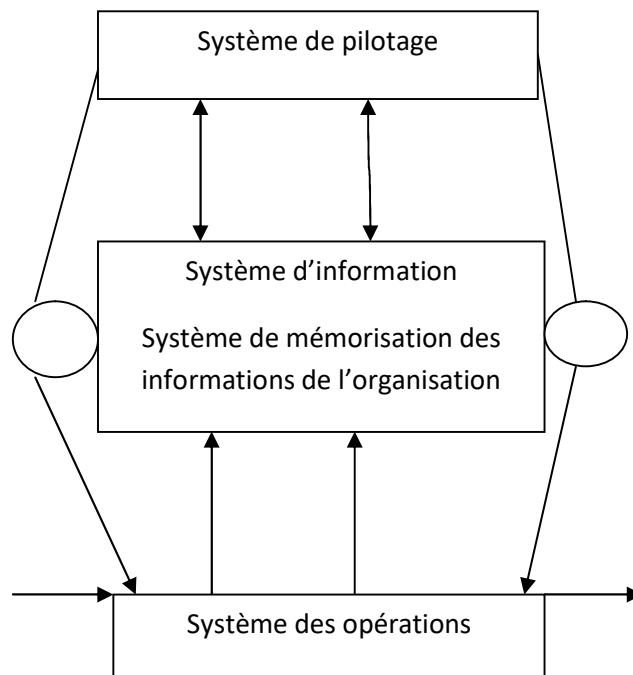 Système de pilotage
Système d’information
Système de mémorisation des
informations de l’organisation
Système des opérations